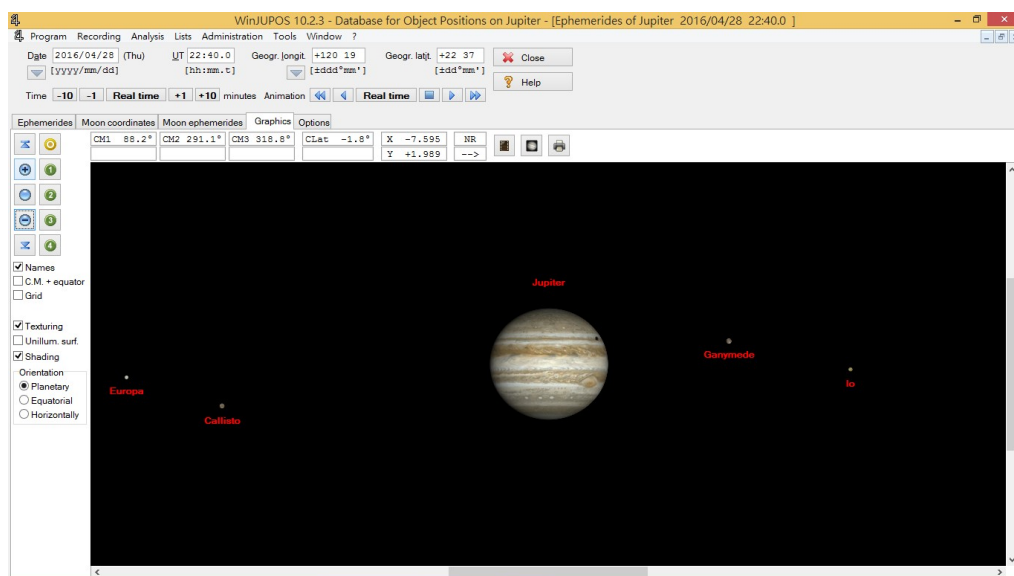 WinJUPOS 10.2.3 - Database for Object Positions on Jupiter - [Ephemerides of Jupiter 2016/04/28 22:40.0 ]
Program Recording Analysis Lists Administration Tools Window ?
Date 2016/04/28 (Thu) UT 22:40.0 Geogr. longit. +120 19 Geogr. latit. +22 37 Close
[yyyy/mm/dd] [hh:mm.t] [±ddd°mm'] [±dd°mm']
Help
Time -10 -1 Real time +1 +10 minutes Animation Real time
Ephemerides Moon coordinates Moon ephemerides Graphics Options
CM1 88.2° CM2 291.1° CM3 318.8° CLat -1.8° X -7.595 NR
Y +1.989 -->
1
2
3
4
Names
C.M. + equator
Grid
Texturing
Unillum. surf.
Shading
Orientation
Planetary
Equatorial
Horizontally
Jupiter
Ganymede
Io
Europa
Callisto